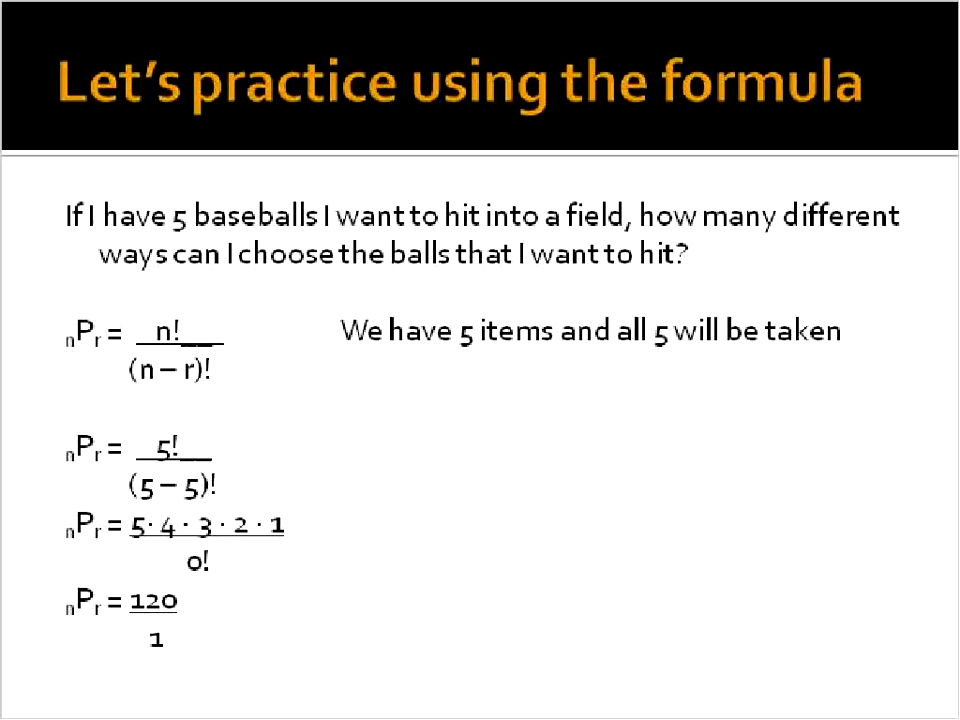 Let's practice using the formula
If I have 5 baseballs I want to hit into a field, how many different
ways can I choose the balls that I want to hit?
nPr = n!__ We have 5 items and all 5 will be taken
(n – r)!
nPr = 5!__
(5 – 5)!
nPr = 5· 4 · 3 · 2 · 1
0!
nPr = 120
1